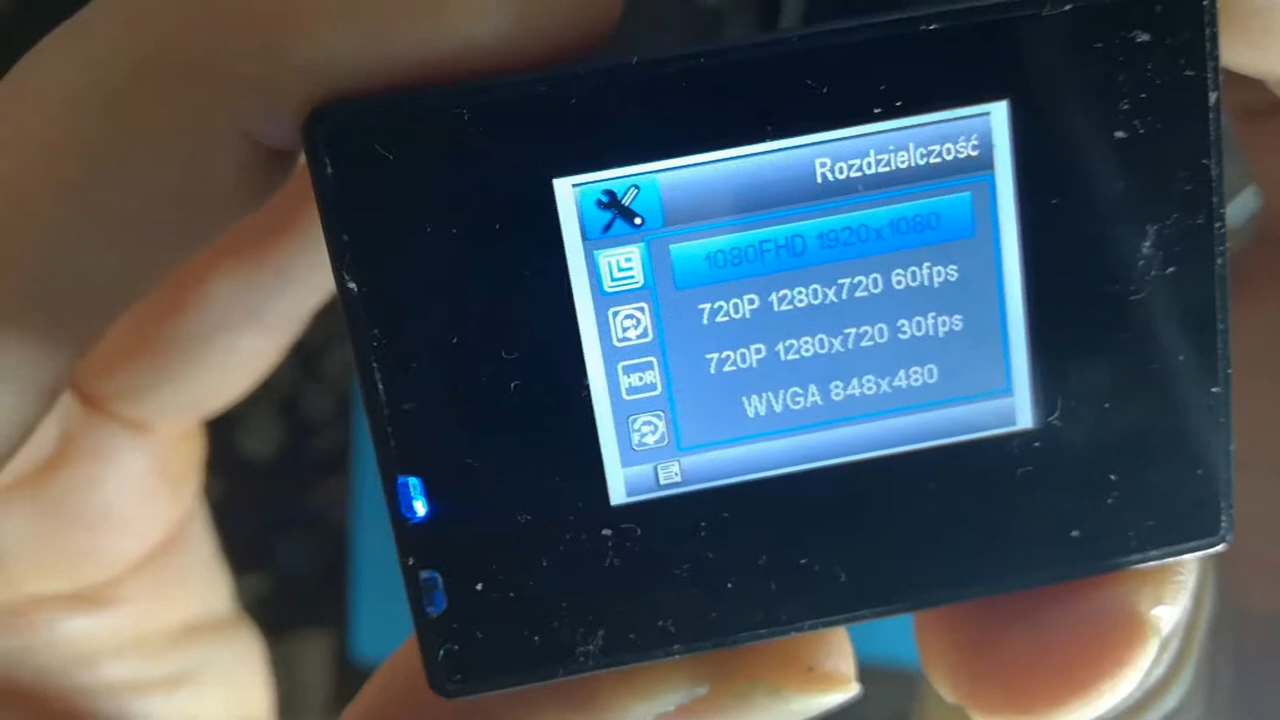 Rozdzielczość
1080FHD 1920x1080
720P 1280x720 60fps
720P 1280x720 30fps
HDR
WVGA 848x480